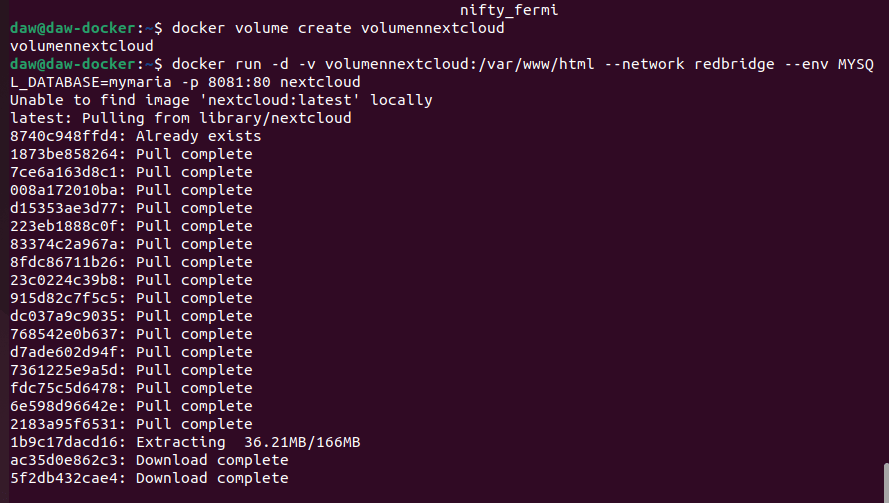 nifty_fermi
daw@daw-docker:~$ docker volume create volumennextcloud
volumennextcloud
daw@daw-docker:~$ docker run -d -v volumennextcloud:/var/www/html --network redbridge --env MYSQ
L_DATABASE=mymaria -p 8081:80 nextcloud
Unable to find image 'nextcloud:latest' locally
latest: Pulling from library/nextcloud
8740c948ffd4: Already exists
1873be858264: Pull complete
7ce6a163d8c1: Pull complete
008a172010ba: Pull complete
d15353ae3d77: Pull complete
223eb1888c0f: Pull complete
83374c2a967a: Pull complete
8fdc86711b26: Pull complete
23c0224c39b8: Pull complete
915d82c7f5c5: Pull complete
dc037a9c9035: Pull complete
768542e0b637: Pull complete
d7ade602d94f: Pull complete
7361225e9a5d: Pull complete
fdc75c5d6478: Pull complete
6e598d96642e: Pull complete
2183a95f6531: Pull complete
1b9c17dacd16: Extracting  36.21MB/166MB
ac35d0e862c3: Download complete
5f2db432cae4: Download complete